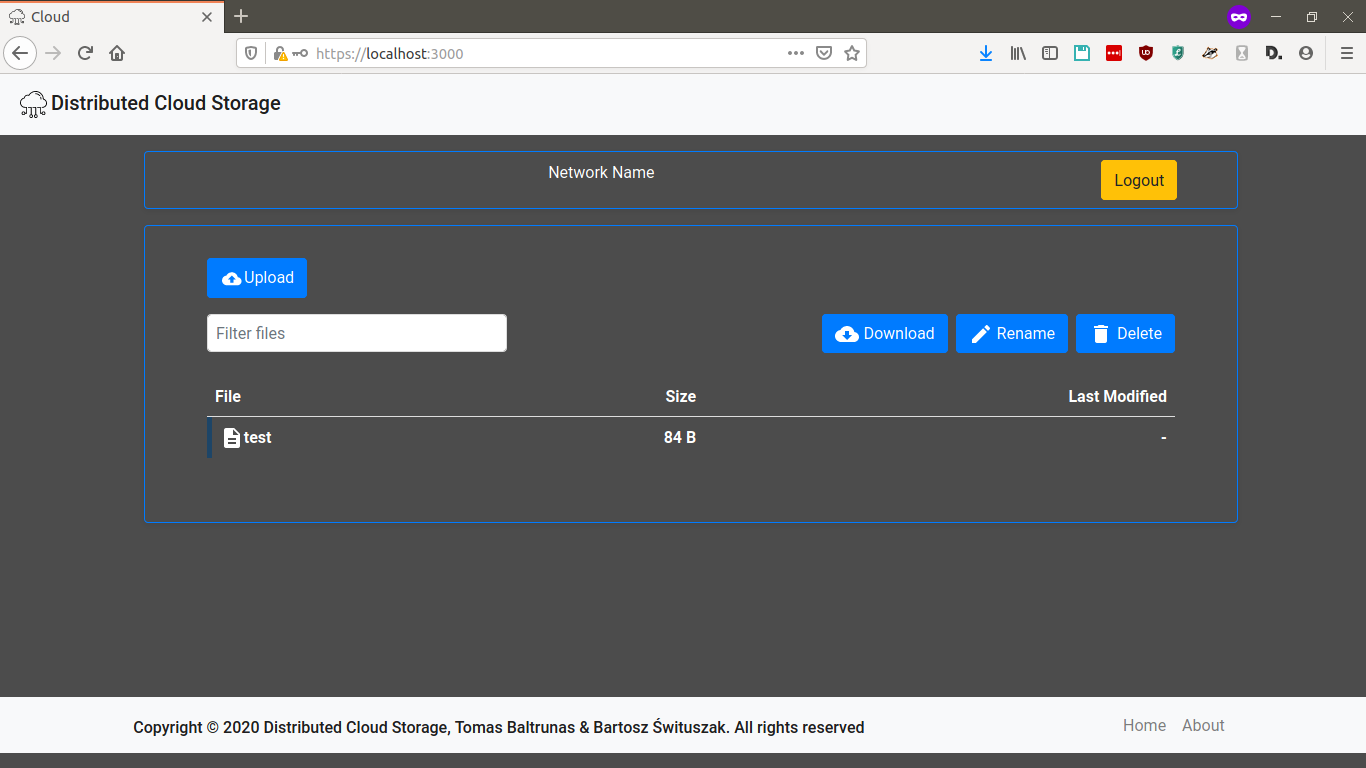 Cloud
https://localhost:3000
Distributed Cloud Storage
Network Name
Logout
Upload
Filter files
Download Rename Delete
File Size Last Modified
test 84 B -
Copyright © 2020 Distributed Cloud Storage, Tomas Baltrunas & Bartosz Śwituszak. All rights reserved
Home About